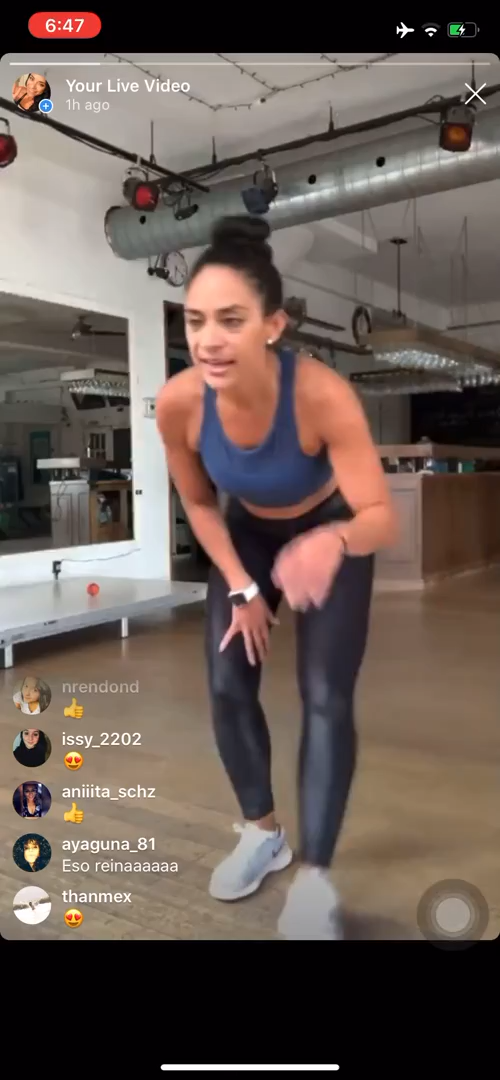 6:47
Your Live Video
1h ago
nrendond
👍
issy_2202
😍
aniiita_schz
👍
ayaguna_81
Eso reinaaaaaa
thanmex
😍